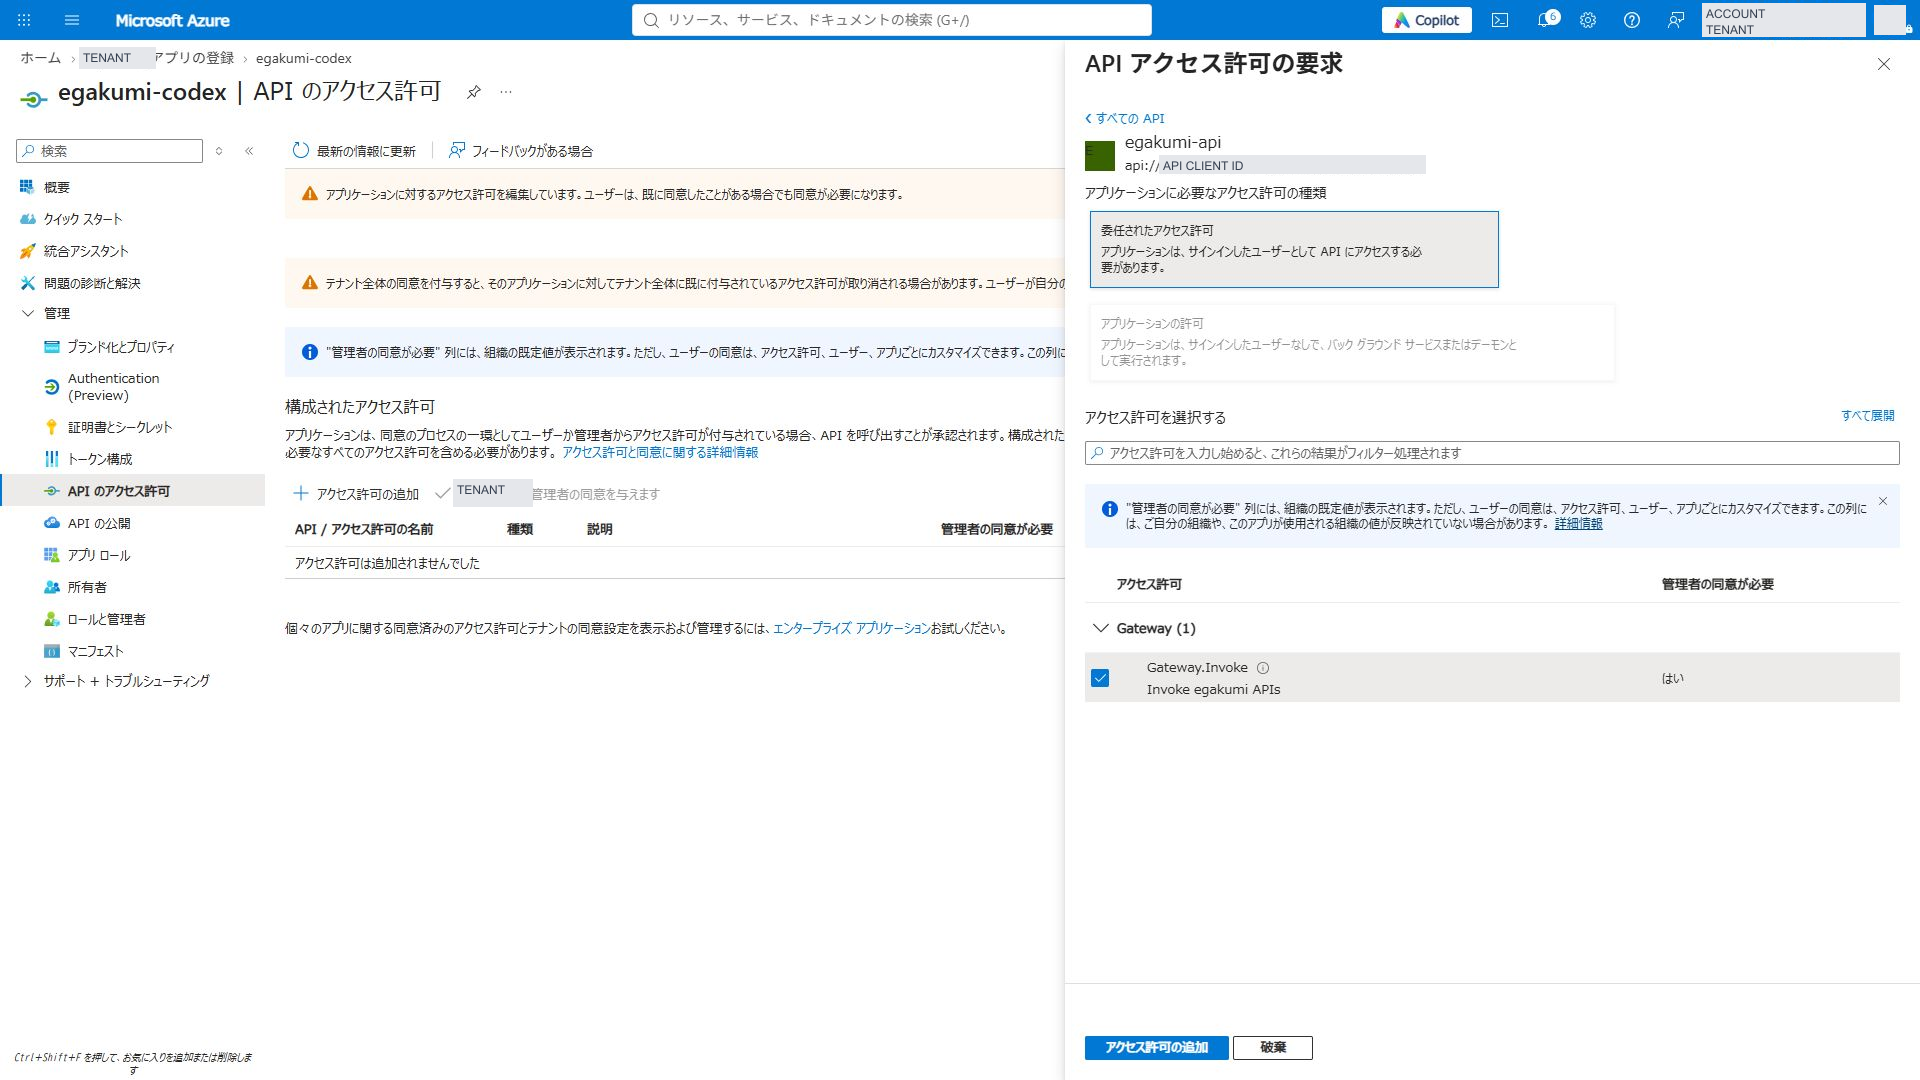 Microsoft Azure
リソース、サービス、ドキュメントの検索 (G+/)
Copilot
6
ACCOUNT
TENANT
ホーム
TENANT
アプリの登録
egakumi-codex
egakumi-codex | API のアクセス許可
検索
概要
クイック スタート
統合アシスタント
問題の診断と解決
管理
ブランド化とプロパティ
Authentication
(Preview)
証明書とシークレット
トークン構成
API のアクセス許可
API の公開
アプリ ロール
所有者
ロールと管理者
マニフェスト
サポート + トラブルシューティング
Ctrl+Shift+F を押して、お気に入りを追加または削除しま
す
最新の情報に更新
フィードバックがある場合
アプリケーションに対するアクセス許可を編集しています。ユーザーは、既に同意したことがある場合でも同意が必要になります。
テナント全体の同意を付与すると、そのアプリケーションに対してテナント全体に既に付与されているアクセス許可が取り消される場合があります。ユーザーが自分の
"管理者の同意が必要" 列には、組織の既定値が表示されます。ただし、ユーザーの同意は、アクセス許可、ユーザー、アプリごとにカスタマイズできます。この列に
構成されたアクセス許可
アプリケーションは、同意のプロセスの一環としてユーザーか管理者からアクセス許可が付与されている場合、API を呼び出すことが承認されます。構成された
必要なすべてのアクセス許可を含める必要があります。 アクセス許可と同意に関する詳細情報
アクセス許可の追加
TENANT
管理者の同意を与えます
API / アクセス許可の名前
種類
説明
管理者の同意が必要
アクセス許可は追加されませんでした
個々のアプリに関する同意済みのアクセス許可とテナントの同意設定を表示および管理するには、エンタープライズ アプリケーションお試しください。
API アクセス許可の要求
すべての API
E
egakumi-api
api://
API CLIENT ID
アプリケーションに必要なアクセス許可の種類
委任されたアクセス許可
アプリケーションは、サインインしたユーザーとして API にアクセスする必
要があります。
アプリケーションの許可
アプリケーションは、サインインしたユーザーなしで、バック グラウンド サービスまたはデーモンと
して実行されます。
アクセス許可を選択する
すべて展開
アクセス許可を入力し始めると、これらの結果がフィルター処理されます
"管理者の同意が必要" 列には、組織の既定値が表示されます。ただし、ユーザーの同意は、アクセス許可、ユーザー、アプリごとにカスタマイズできます。この列に
は、ご自分の組織や、このアプリが使用される組織の値が反映されていない場合があります。 詳細情報
アクセス許可
管理者の同意が必要
Gateway (1)
Gateway.Invoke
はい
Invoke egakumi APIs
アクセス許可の追加
破棄